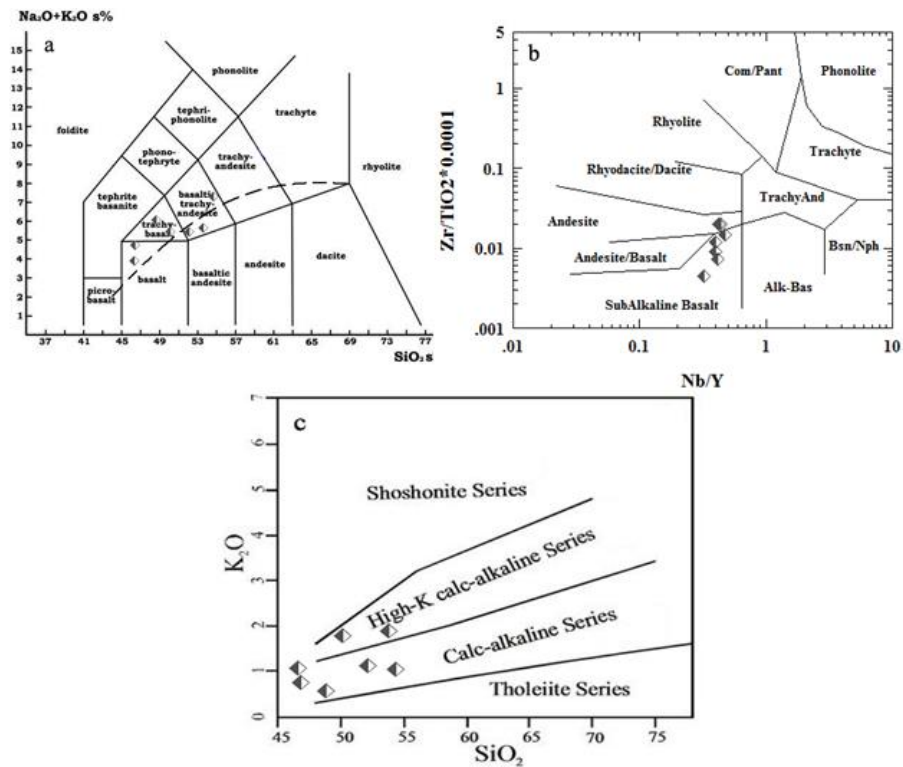 Na₂O+K₂O s%
a
14
13
12
11
10
9
8
7
6
5
4
3
2
1
37
41
45
49
53
57
61
65
69
73
76
SiO₂ s
phonolite
tephri-
phonolite
trachyte
foidite
phono-
tephryte
trachy-
andesite
rhyolite
tephrite
basanite
basaltic
trachy-
andesite
trachy-
basalt
basalt
basaltic
andesite
andesite
dacite
picro-
basalt
b
5
1
0.1
0.01
.001
.01
0.1
1
10
Zr/TiO2*0.0001
Nb/Y
Com/Pant
Phonolite
Rhyolite
Trachyte
Rhyodacite/Dacite
TrachyAnd
Andesite
Bsn/Nph
Andesite/Basalt
Alk-Bas
SubAlkaline Basalt
c
7
6
5
4
3
2
1
0
45
50
55
60
65
70
75
K₂O
SiO₂
Shoshonite Series
High-K calc-alkaline Series
Calc-alkaline Series
Tholeiite Series